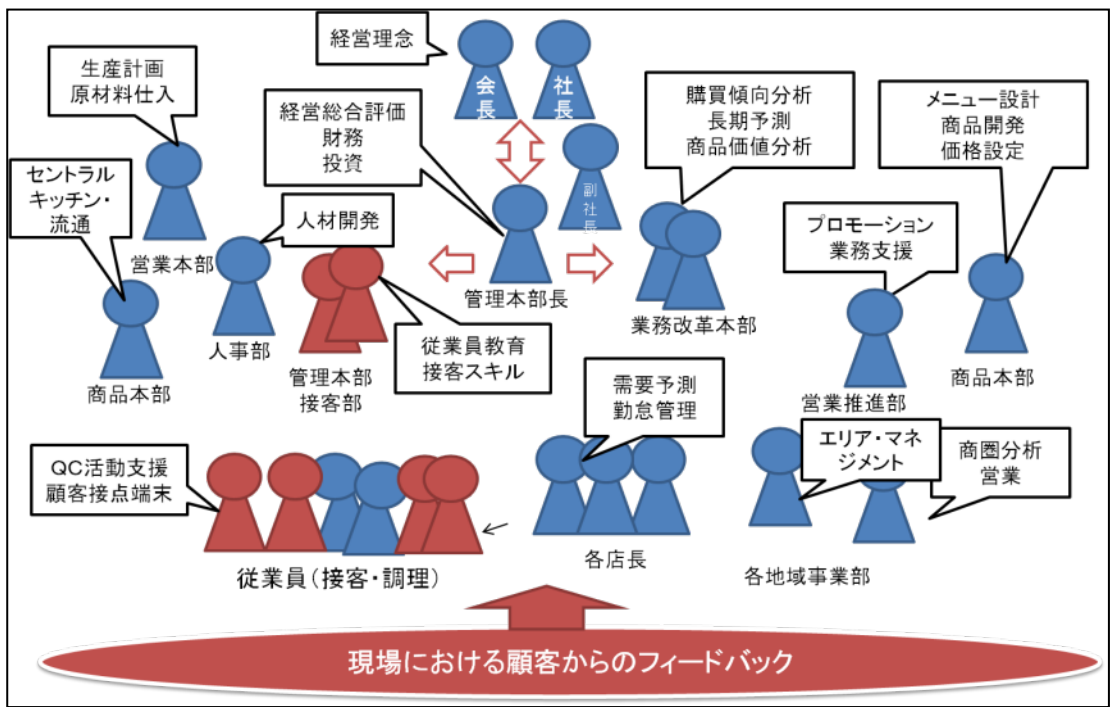 経営理念
会長
社長
生産計画
原材料仕入
経営総合評価
財務
投資
購買傾向分析
長期予測
商品価値分析
メニュー設計
商品開発
価格設定
セントラル
キッチン・
流通
副社長
人材開発
プロモーション
業務支援
営業本部
管理本部長
業務改革本部
人事部
従業員教育
接客スキル
管理本部
接客部
商品本部
商品本部
営業推進部
需要予測
勤怠管理
エリア・マネ
ジメント
商圏分析
営業
QC活動支援
顧客接点端末
各店長
各地域事業部
従業員(接客・調理)
現場における顧客からのフィードバック